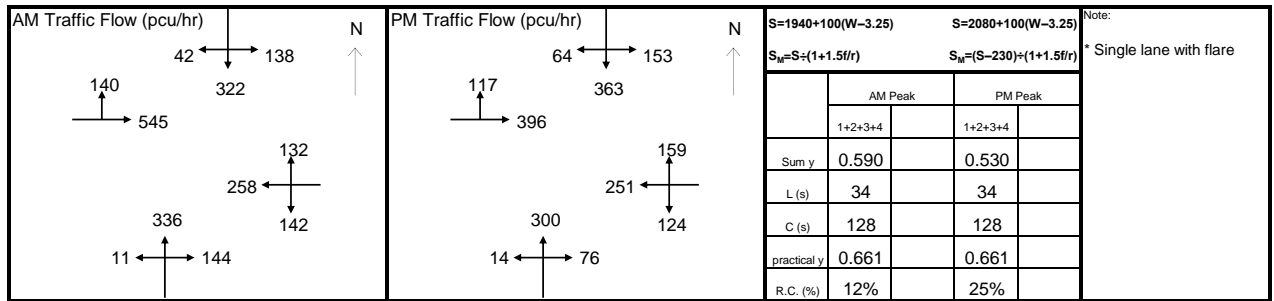 AM Traffic Flow (pcu/hr)
N
42
138
322
140
545
132
258
142
336
11
144
PM Traffic Flow (pcu/hr)
N
64
153
363
117
396
159
251
124
300
14
76
S=1940+100(W–3.25) S=2080+100(W–3.25)
SM=S÷(1+1.5f/r) SM=(S–230)÷(1+1.5f/r)
AM Peak PM Peak
1+2+3+4 1+2+3+4
Sum y 0.590 0.530
L (s) 34 34
C (s) 128 128
practical y 0.661 0.661
R.C. (%) 12% 25%
Note:
* Single lane with flare